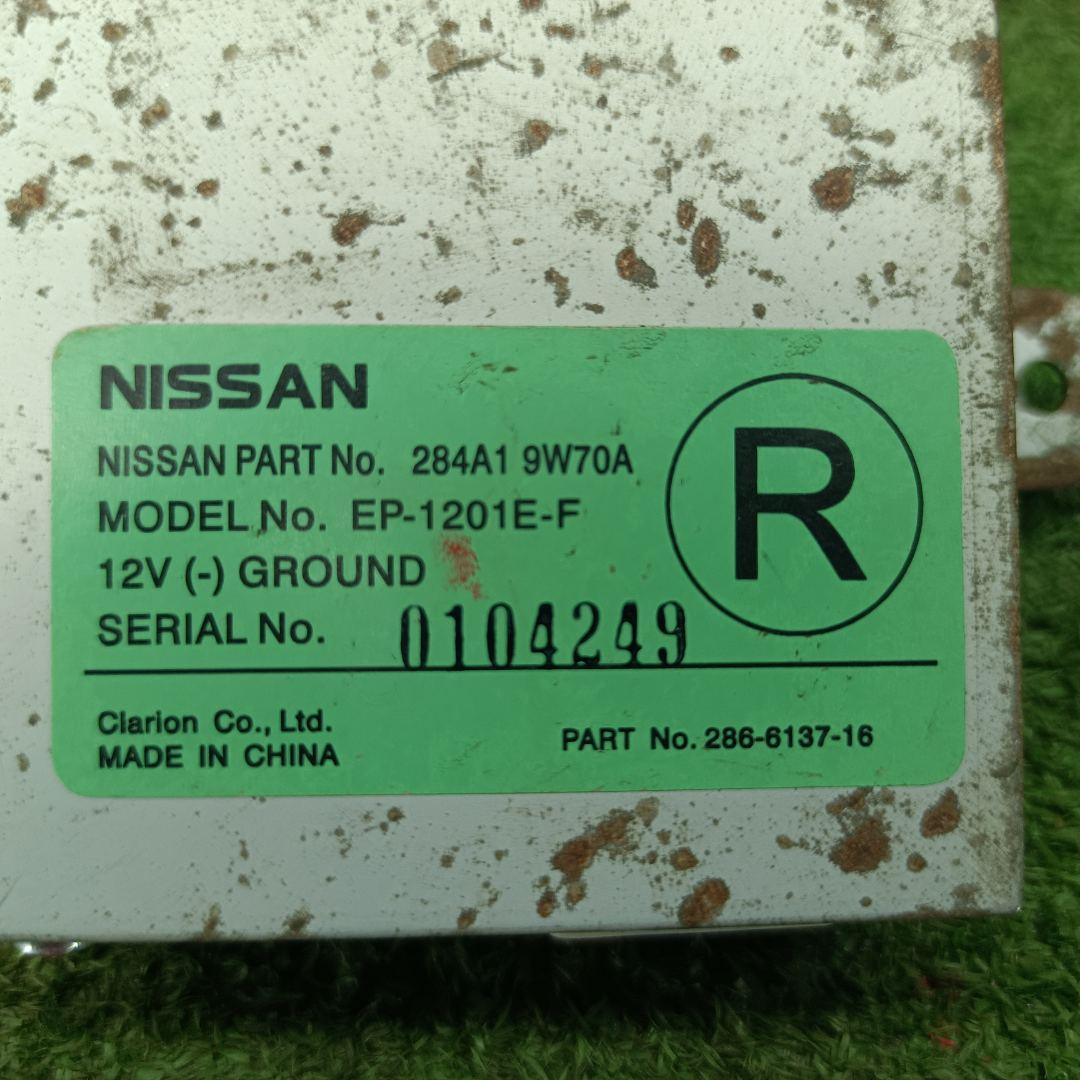 NISSAN
NISSAN PART No. 284A1 9W70A
MODEL No. EP-1201E-F
12V (-) GROUND
SERIAL No. 0104249
R
Clarion Co., Ltd.
MADE IN CHINA
PART No. 286-6137-16